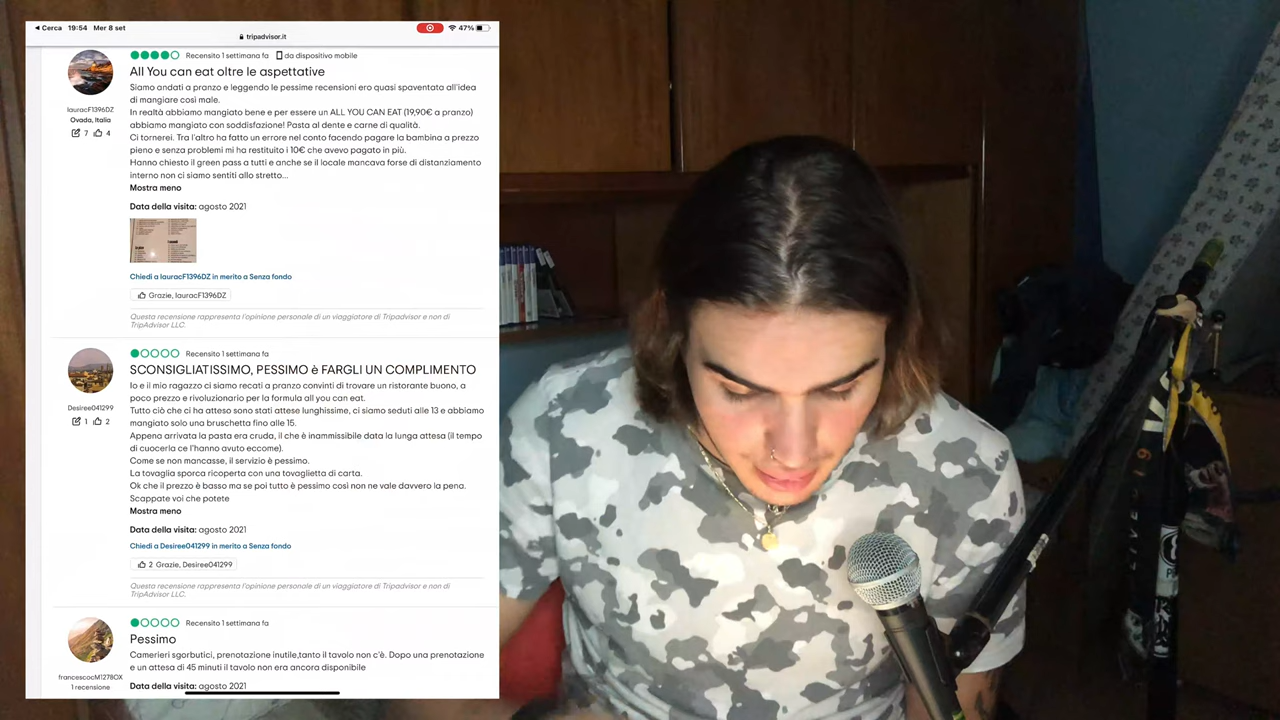 Cerca 19:54 Mer 8 set
47%
tripadvisor.it
Recensito 1 settimana fa da dispositivo mobile
All You can eat oltre le aspettative
Siamo andati a pranzo e leggendo le pessime recensioni ero quasi spaventata all'idea
di mangiare così male.
In realtà abbiamo mangiato bene e per essere un ALL YOU CAN EAT (19,90€ a pranzo)
abbiamo mangiato con soddisfazione! Pasta al dente e carne di qualità.
Ci tornerei. Tra l'altro ha fatto un errore nel conto facendo pagare la bambina a prezzo
pieno e senza problemi mi ha restituito i 10€ che avevo pagato in più.
Hanno chiesto il green pass a tutti e anche se il locale mancava forse di distanziamento
interno non ci siamo sentiti allo stretto...
Mostra meno
lauracF1396DZ
Ovada, Italia
7 4
Data della visita: agosto 2021
Chiedi a lauracF1396DZ in merito a Senza fondo
Grazie, lauracF1396DZ
Questa recensione rappresenta l'opinione personale di un viaggiatore di Tripadvisor e non di
TripAdvisor LLC.
Recensito 1 settimana fa
SCONSIGLIATISSIMO, PESSIMO è FARGLI UN COMPLIMENTO
Io e il mio ragazzo ci siamo recati a pranzo convinti di trovare un ristorante buono, a
poco prezzo e rivoluzionario per la formula all you can eat.
Tutto ciò che ci ha atteso sono stati attese lunghissime, ci siamo seduti alle 13 e abbiamo
mangiato solo una bruschetta fino alle 15.
Appena arrivata la pasta era cruda, il che è inammissibile data la lunga attesa (il tempo
di cuocerla ce l'hanno avuto eccome).
Come se non mancasse, il servizio è pessimo.
La tovaglia sporca ricoperta con una tovaglietta di carta.
Ok che il prezzo è basso ma se poi tutto è pessimo così non ne vale davvero la pena.
Scappate voi che potete
Mostra meno
Desiree041299
1 2
Data della visita: agosto 2021
Chiedi a Desiree041299 in merito a Senza fondo
2 Grazie, Desiree041299
Questa recensione rappresenta l'opinione personale di un viaggiatore di Tripadvisor e non di
TripAdvisor LLC.
Recensito 1 settimana fa
Pessimo
Camerieri sgorbutici, prenotazione inutile,tanto il tavolo non c'è. Dopo una prenotazione
e un attesa di 45 minuti il tavolo non era ancora disponibile
francescocM1278OX
1 recensione
Data della visita: agosto 2021